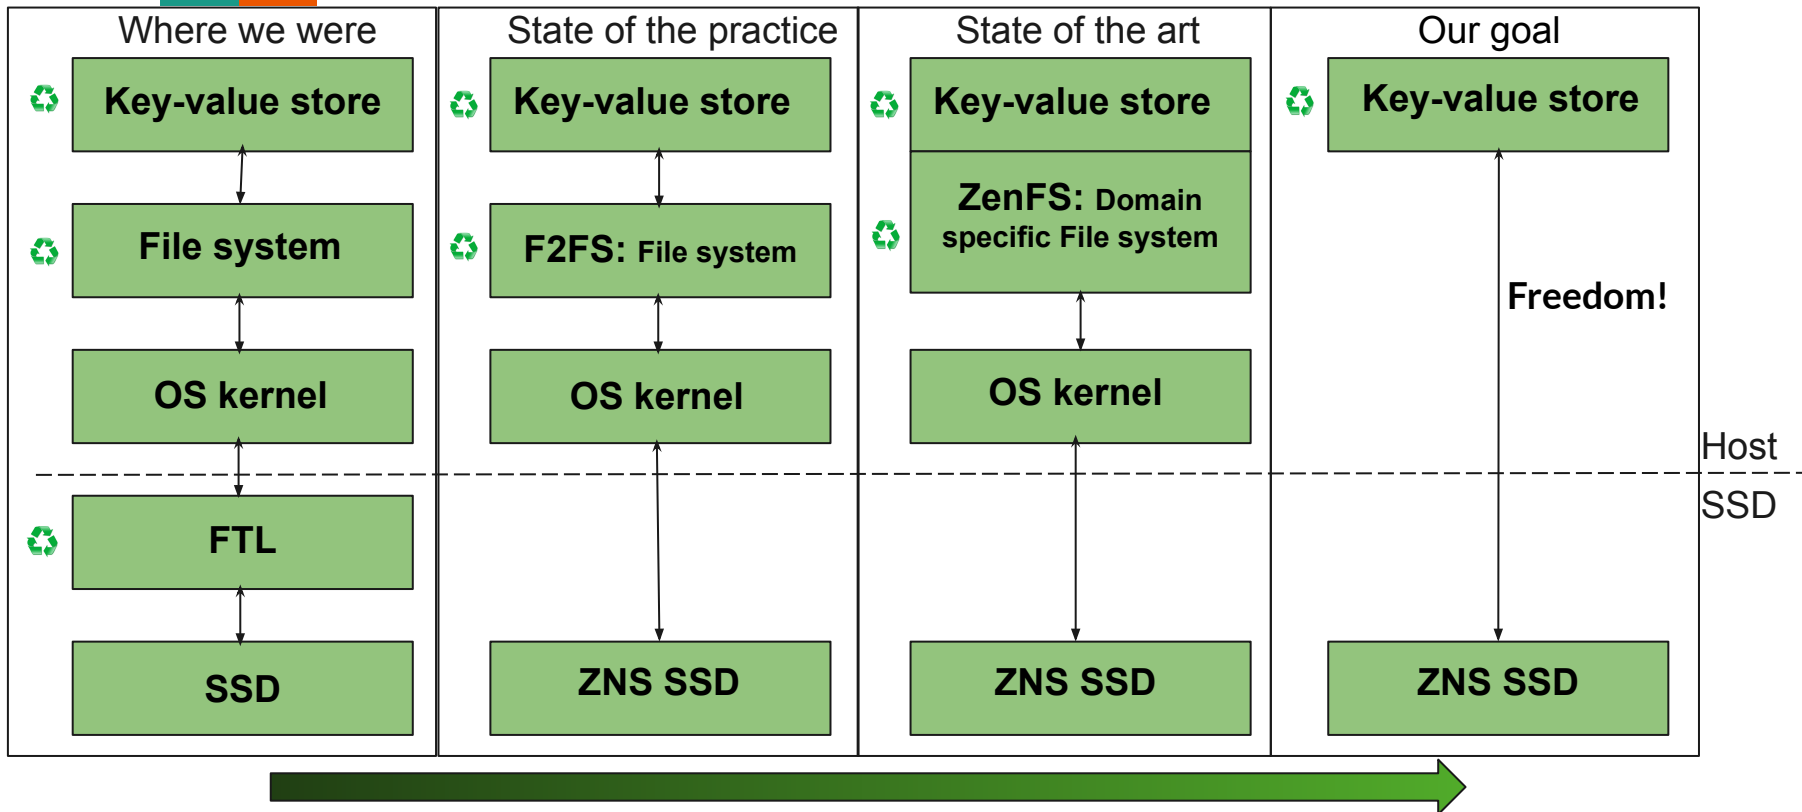 Where we were
Key-value store
File system
OS kernel
FTL
SSD
State of the practice
Key-value store
F2FS: File system
OS kernel
ZNS SSD
State of the art
Key-value store
ZenFS: Domain
specific File system
OS kernel
ZNS SSD
Our goal
Key-value store
Freedom!
ZNS SSD
Host
SSD